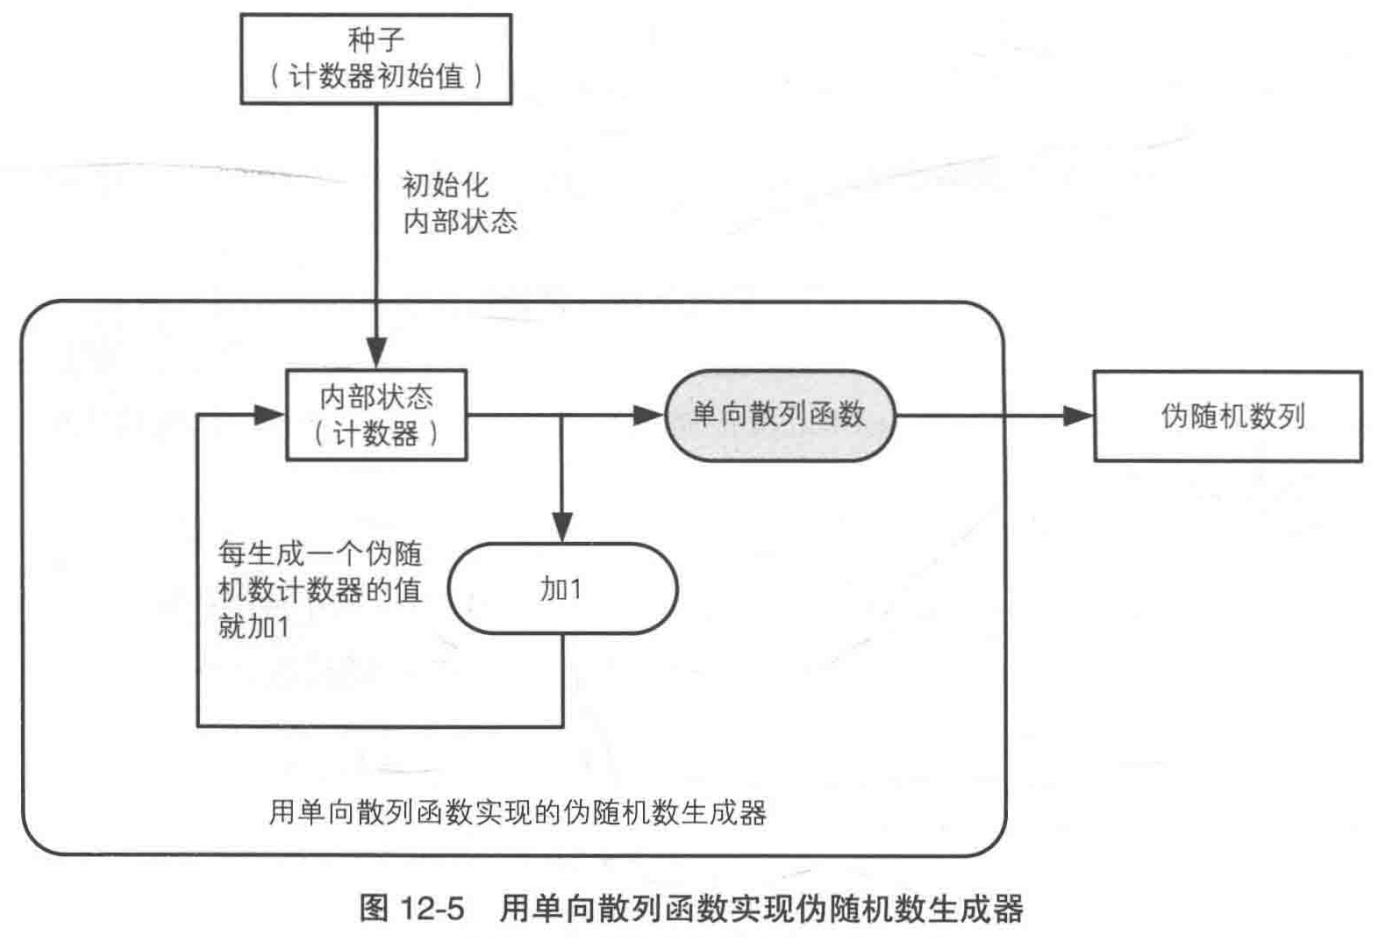 种子
（计数器初始值）
初始化
内部状态
内部状态
（计数器）
单向散列函数
伪随机数列
每生成一个伪随
机数计数器的值
就加1
加1
用单向散列函数实现的伪随机数生成器
图 12-5 用单向散列函数实现伪随机数生成器